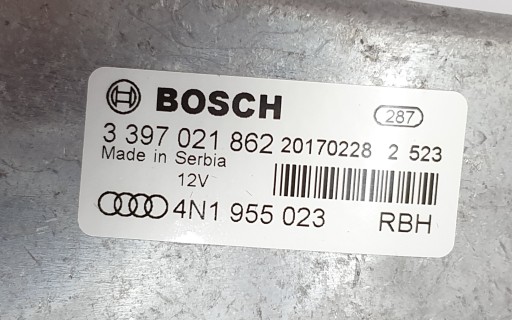 BOSCH 287
3 397 021 862 20170228 2 523
Made in Serbia
12V
4N1 955 023 RBH